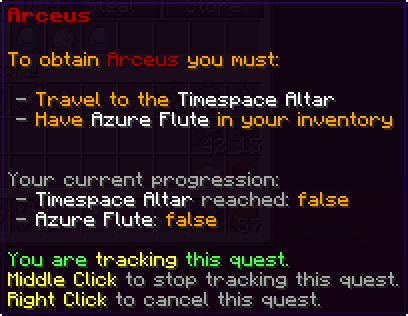 Arceus
To obtain Arceus you must:
- Travel to the Timespace Altar
- Have Azure Flute in your inventory
Your current progression:
- Timespace Altar reached: false
- Azure Flute: false
You are tracking this quest.
Middle Click to stop tracking this quest.
Right Click to cancel this quest.